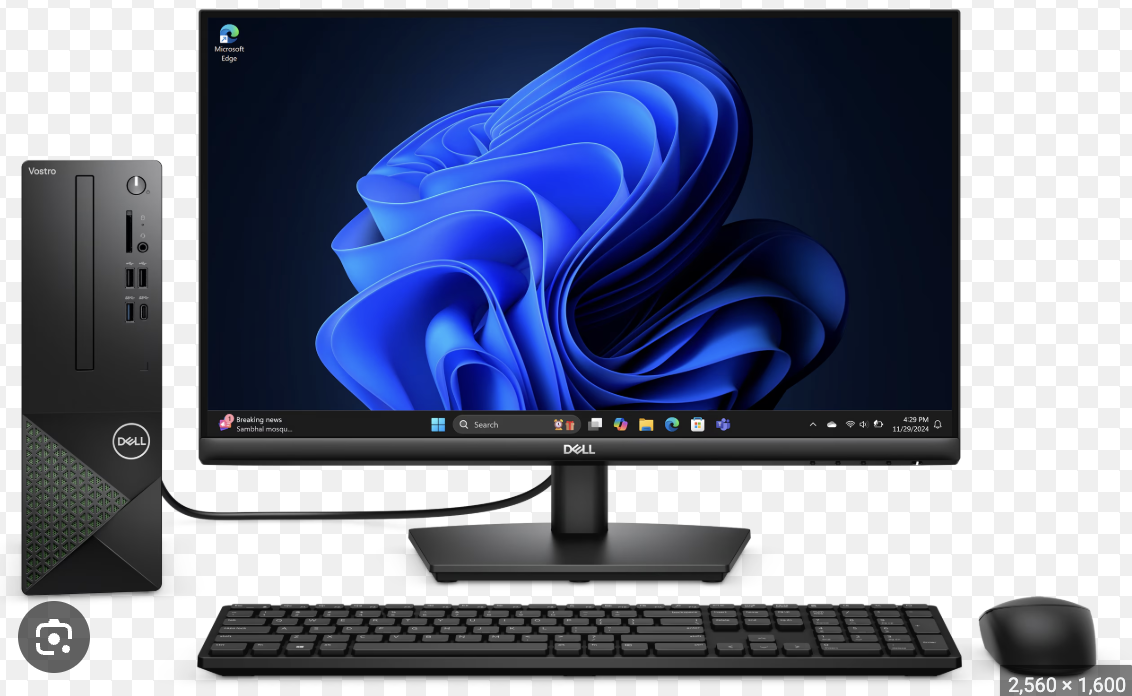 Microsoft
Edge
Vostro
DELL
Breaking news
Sambhal mosqu...
Search
4:29 PM
11/29/2024
DELL
2,560 × 1,600